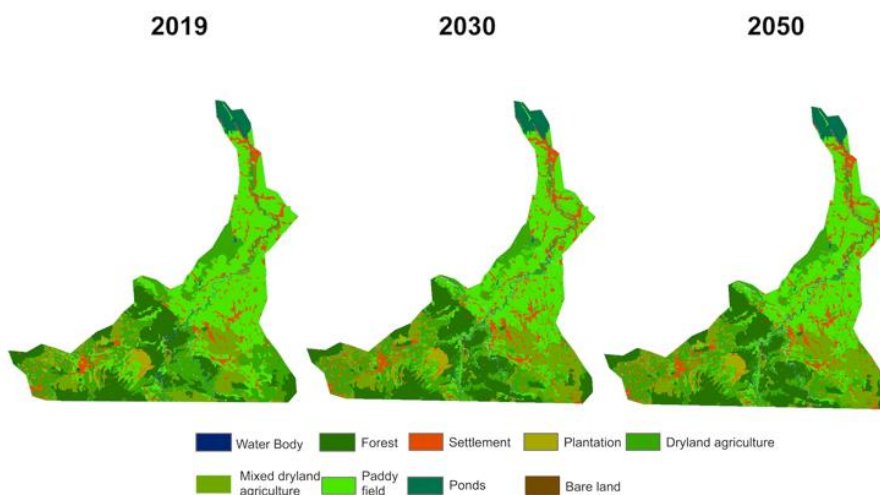 2019 2030 2050
Water Body Forest Settlement Plantation Dryland agriculture
Mixed dryland
agriculture
Paddy
field
Ponds Bare land